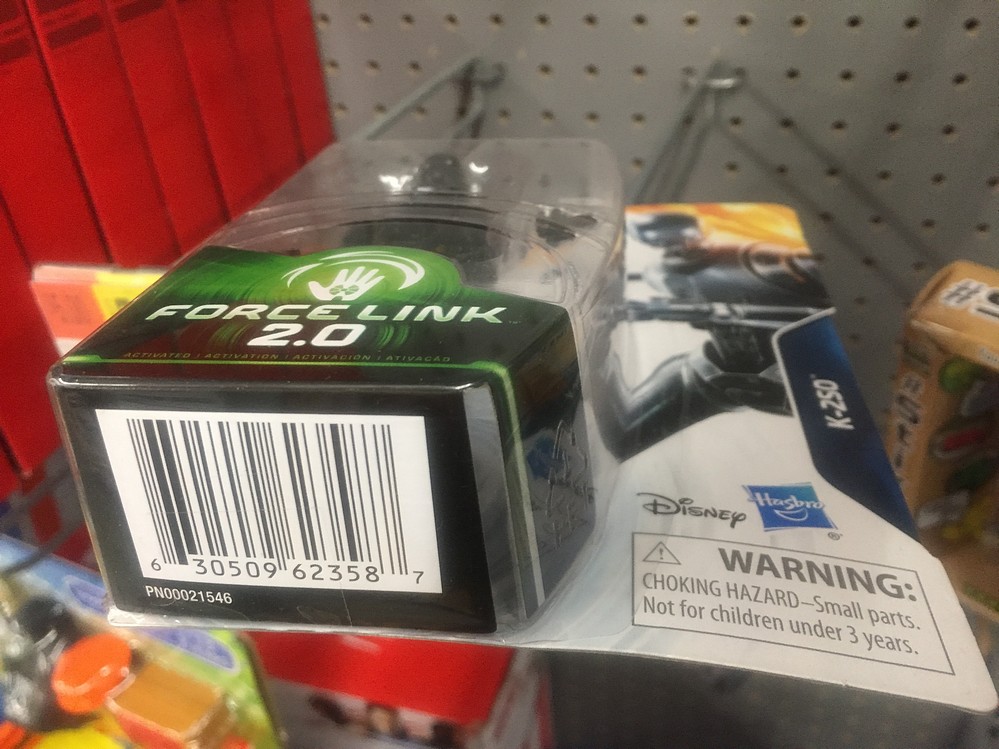 FORCE LINK
2.0
ACTIVATED | ACTIVATION | ACTIVACIÓN | ATIVAÇÃO
6 30509 62358 7
PN00021546
K-2SO™
Disney
Hasbro
®
WARNING:
CHOKING HAZARD–Small parts.
Not for children under 3 years.